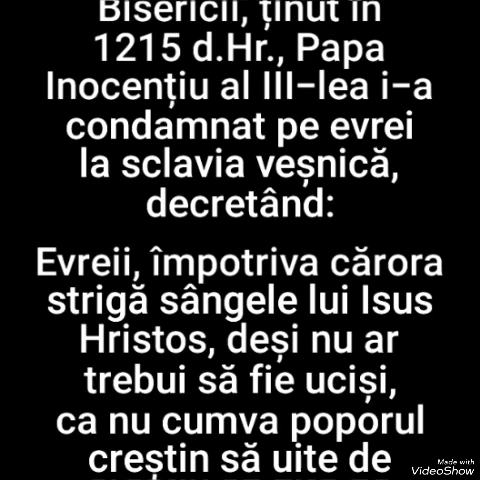 Bisericii, ținut în
1215 d.Hr., Papa
Inocențiu al III-lea i-a
condamnat pe evrei
la sclavia veșnică,
decretând:
Evreii, împotriva cărora
strigă sângele lui Isus
Hristos, deși nu ar
trebui să fie uciși,
ca nu cumva poporul
creștin să uite de
Made with
VideoShow